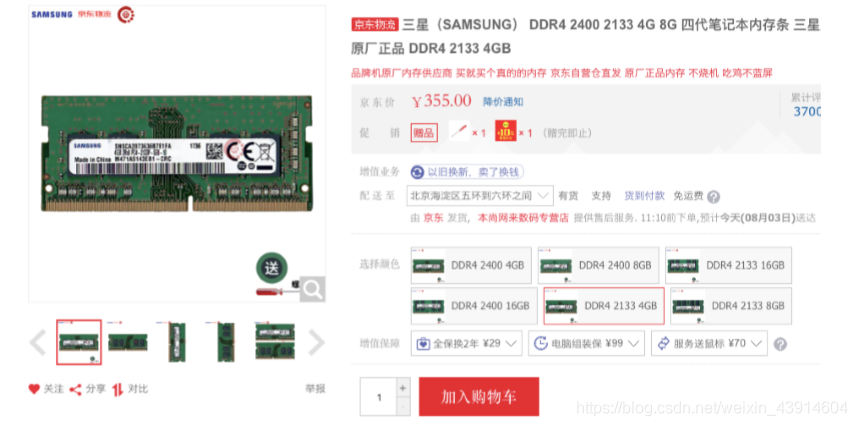 SAMSUNG 京东物流
京东物流 三星（SAMSUNG） DDR4 2400 2133 4G 8G 四代笔记本内存条 三星
原厂正品 DDR4 2133 4GB
品牌机原厂内存供应商 买就买个真的的内存 京东自营仓直发 原厂正品内存 不烧机 吃鸡不蓝屏
京 东 价 ￥355.00 降价通知
累计评
3700
促 销 赠品 × 1 × 1 （赠完即止）
增值业务 以旧换新，卖了换钱
配 送 至 北京海淀区五环到六环之间 有货 支持 货到付款 免运费
由 京东 发货， 本尚网来数码专营店 提供售后服务. 11:10前下单,预计今天(08月03日)送达
选择颜色 DDR4 2400 4GB DDR4 2400 8GB DDR4 2133 16GB
DDR4 2400 16GB DDR4 2133 4GB DDR4 2133 8GB
增值保障 全保换2年 ¥29 电脑组装保 ¥99 服务送鼠标 ¥70
1 + - 加入购物车
SAMSUNG
Made in China
送
关注 分享 对比 举报
https://blog.csdn.net/weixin_43914604